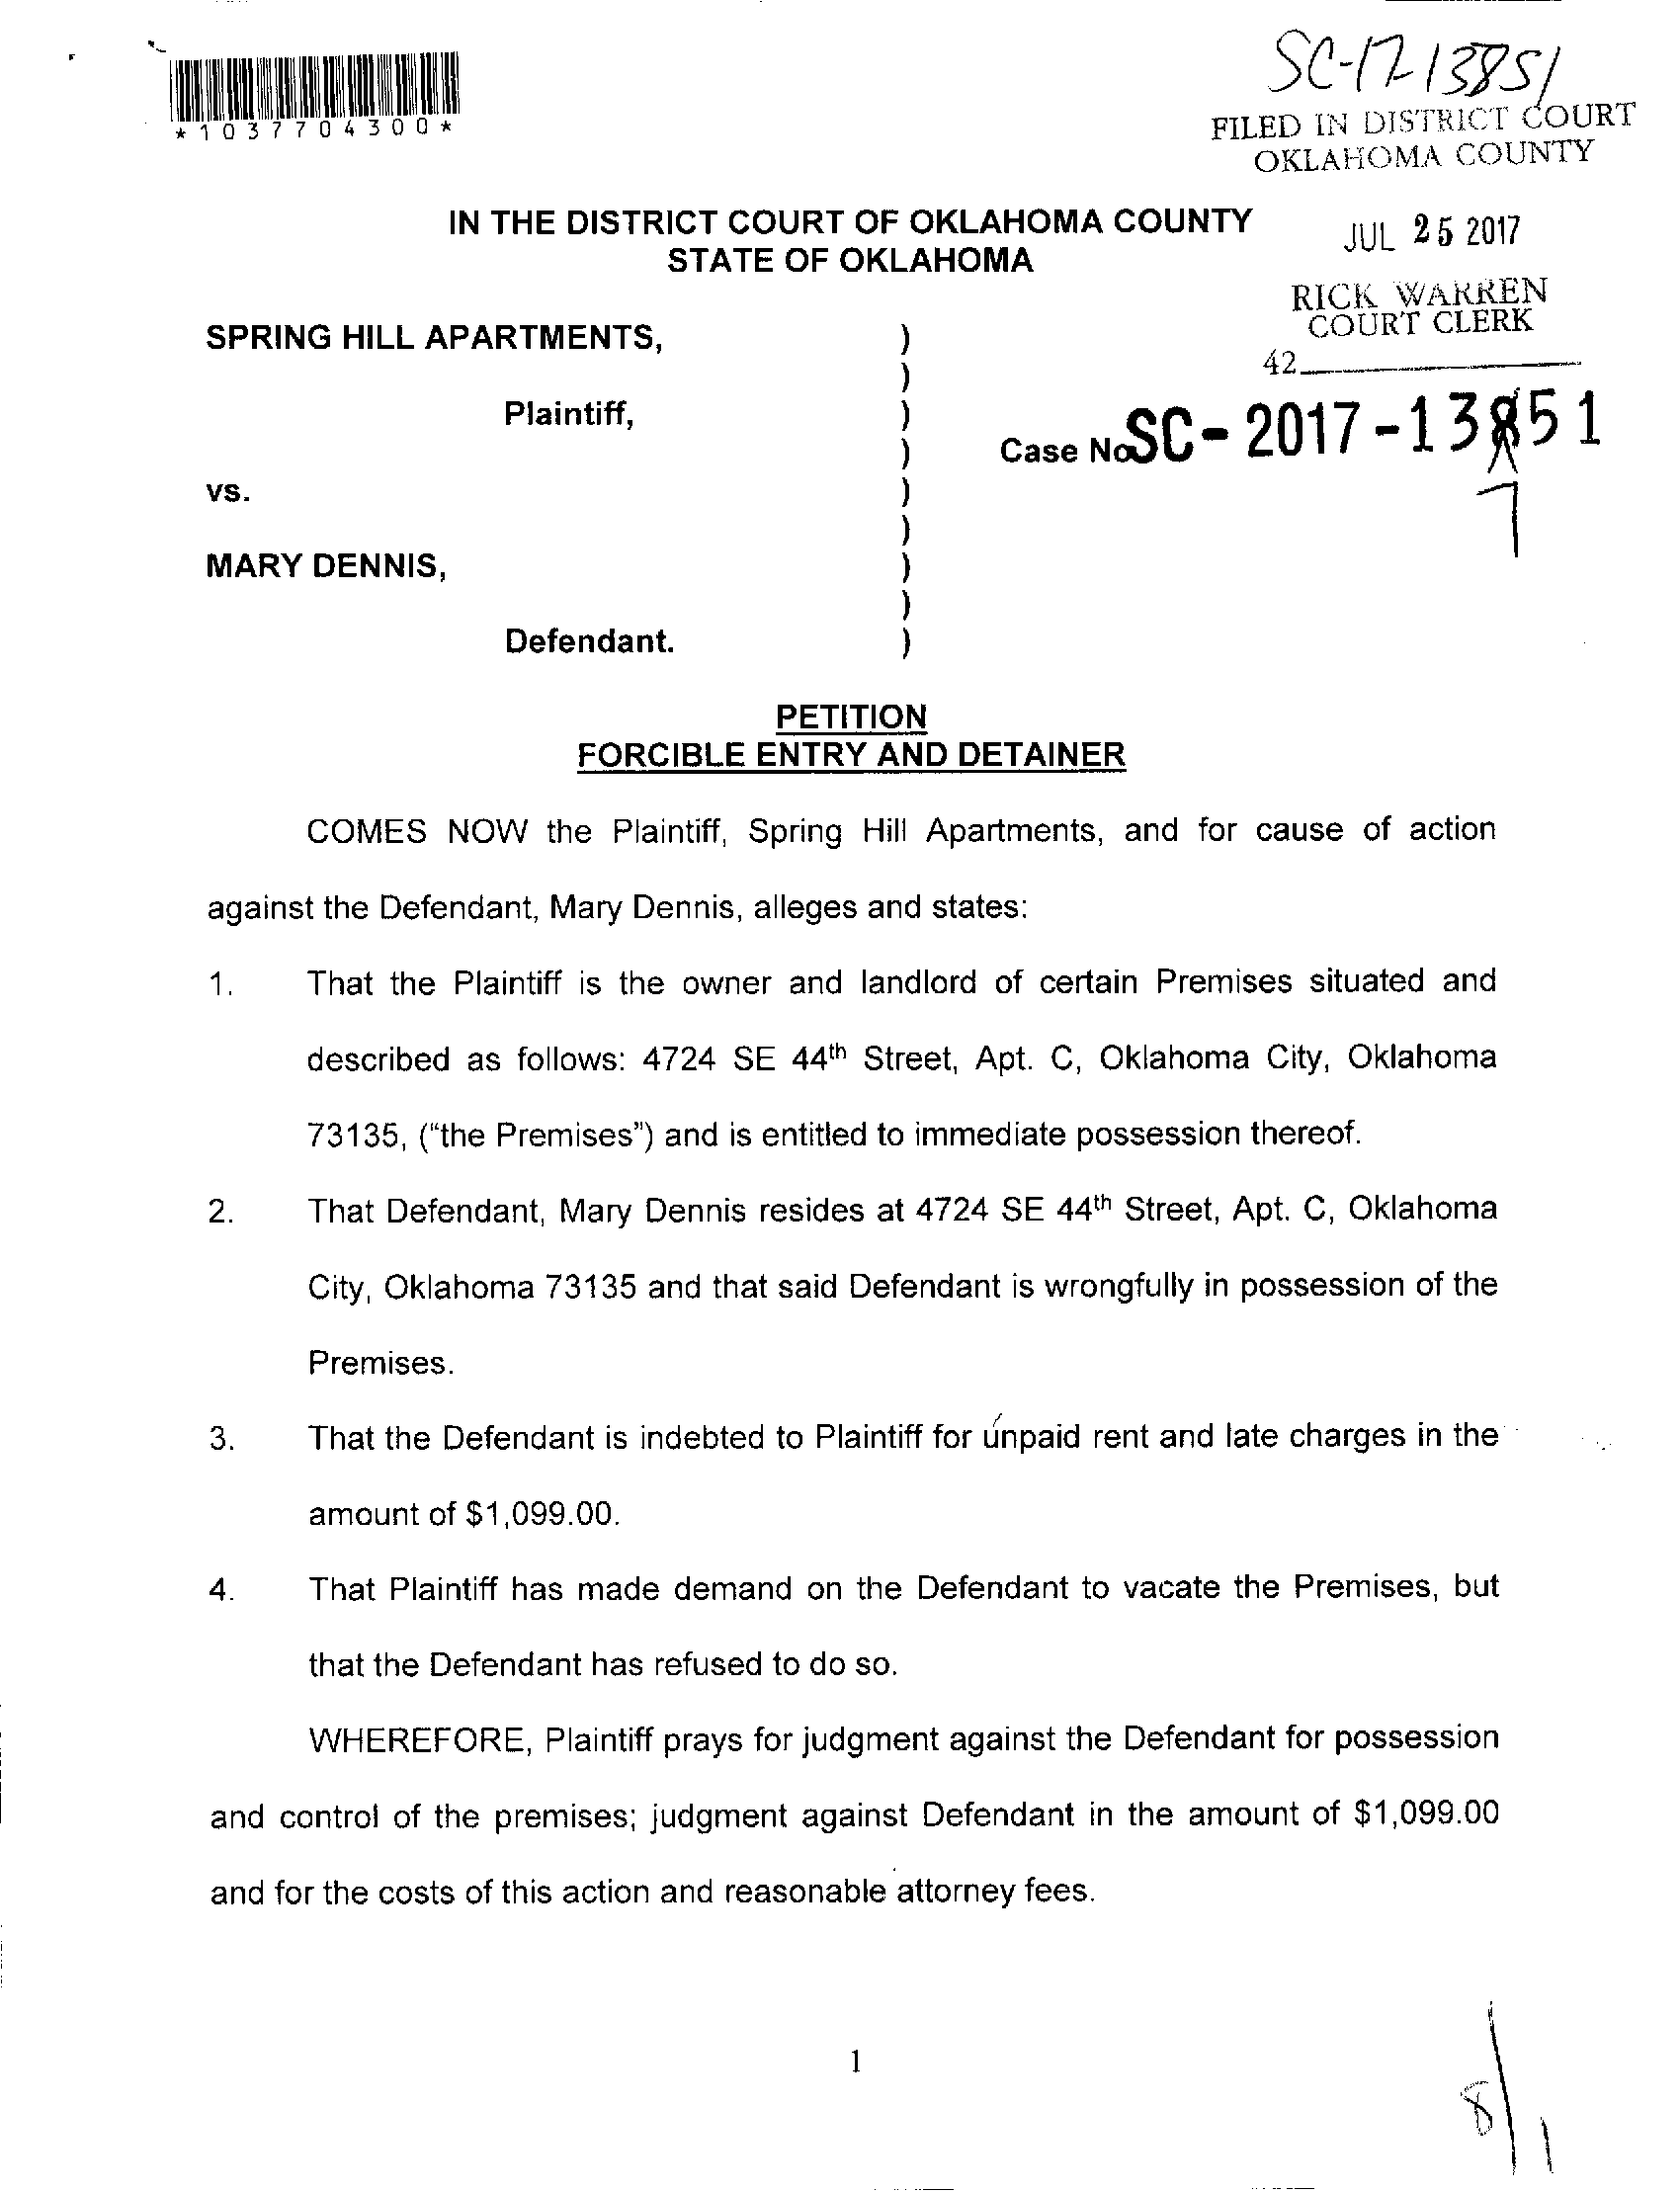 SC-17-13851
*1037704300*
FILED IN DISTRICT COURT
OKLAHOMA COUNTY
IN THE DISTRICT COURT OF OKLAHOMA COUNTY
STATE OF OKLAHOMA
JUL 25 2017
RICK WARREN
COURT CLERK
42
SPRING HILL APARTMENTS, )
)
Plaintiff, )
) Case No. SC-2017-13851
7
vs. )
)
MARY DENNIS, )
)
Defendant. )
PETITION
FORCIBLE ENTRY AND DETAINER
COMES NOW the Plaintiff, Spring Hill Apartments, and for cause of action
against the Defendant, Mary Dennis, alleges and states:
1. That the Plaintiff is the owner and landlord of certain Premises situated and
described as follows: 4724 SE 44th Street, Apt. C, Oklahoma City, Oklahoma
73135, ("the Premises") and is entitled to immediate possession thereof.
2. That Defendant, Mary Dennis resides at 4724 SE 44th Street, Apt. C, Oklahoma
City, Oklahoma 73135 and that said Defendant is wrongfully in possession of the
Premises.
3. That the Defendant is indebted to Plaintiff for unpaid rent and late charges in the
amount of $1,099.00.
4. That Plaintiff has made demand on the Defendant to vacate the Premises, but
that the Defendant has refused to do so.
WHEREFORE, Plaintiff prays for judgment against the Defendant for possession
and control of the premises; judgment against Defendant in the amount of $1,099.00
and for the costs of this action and reasonable attorney fees.
1
8/1